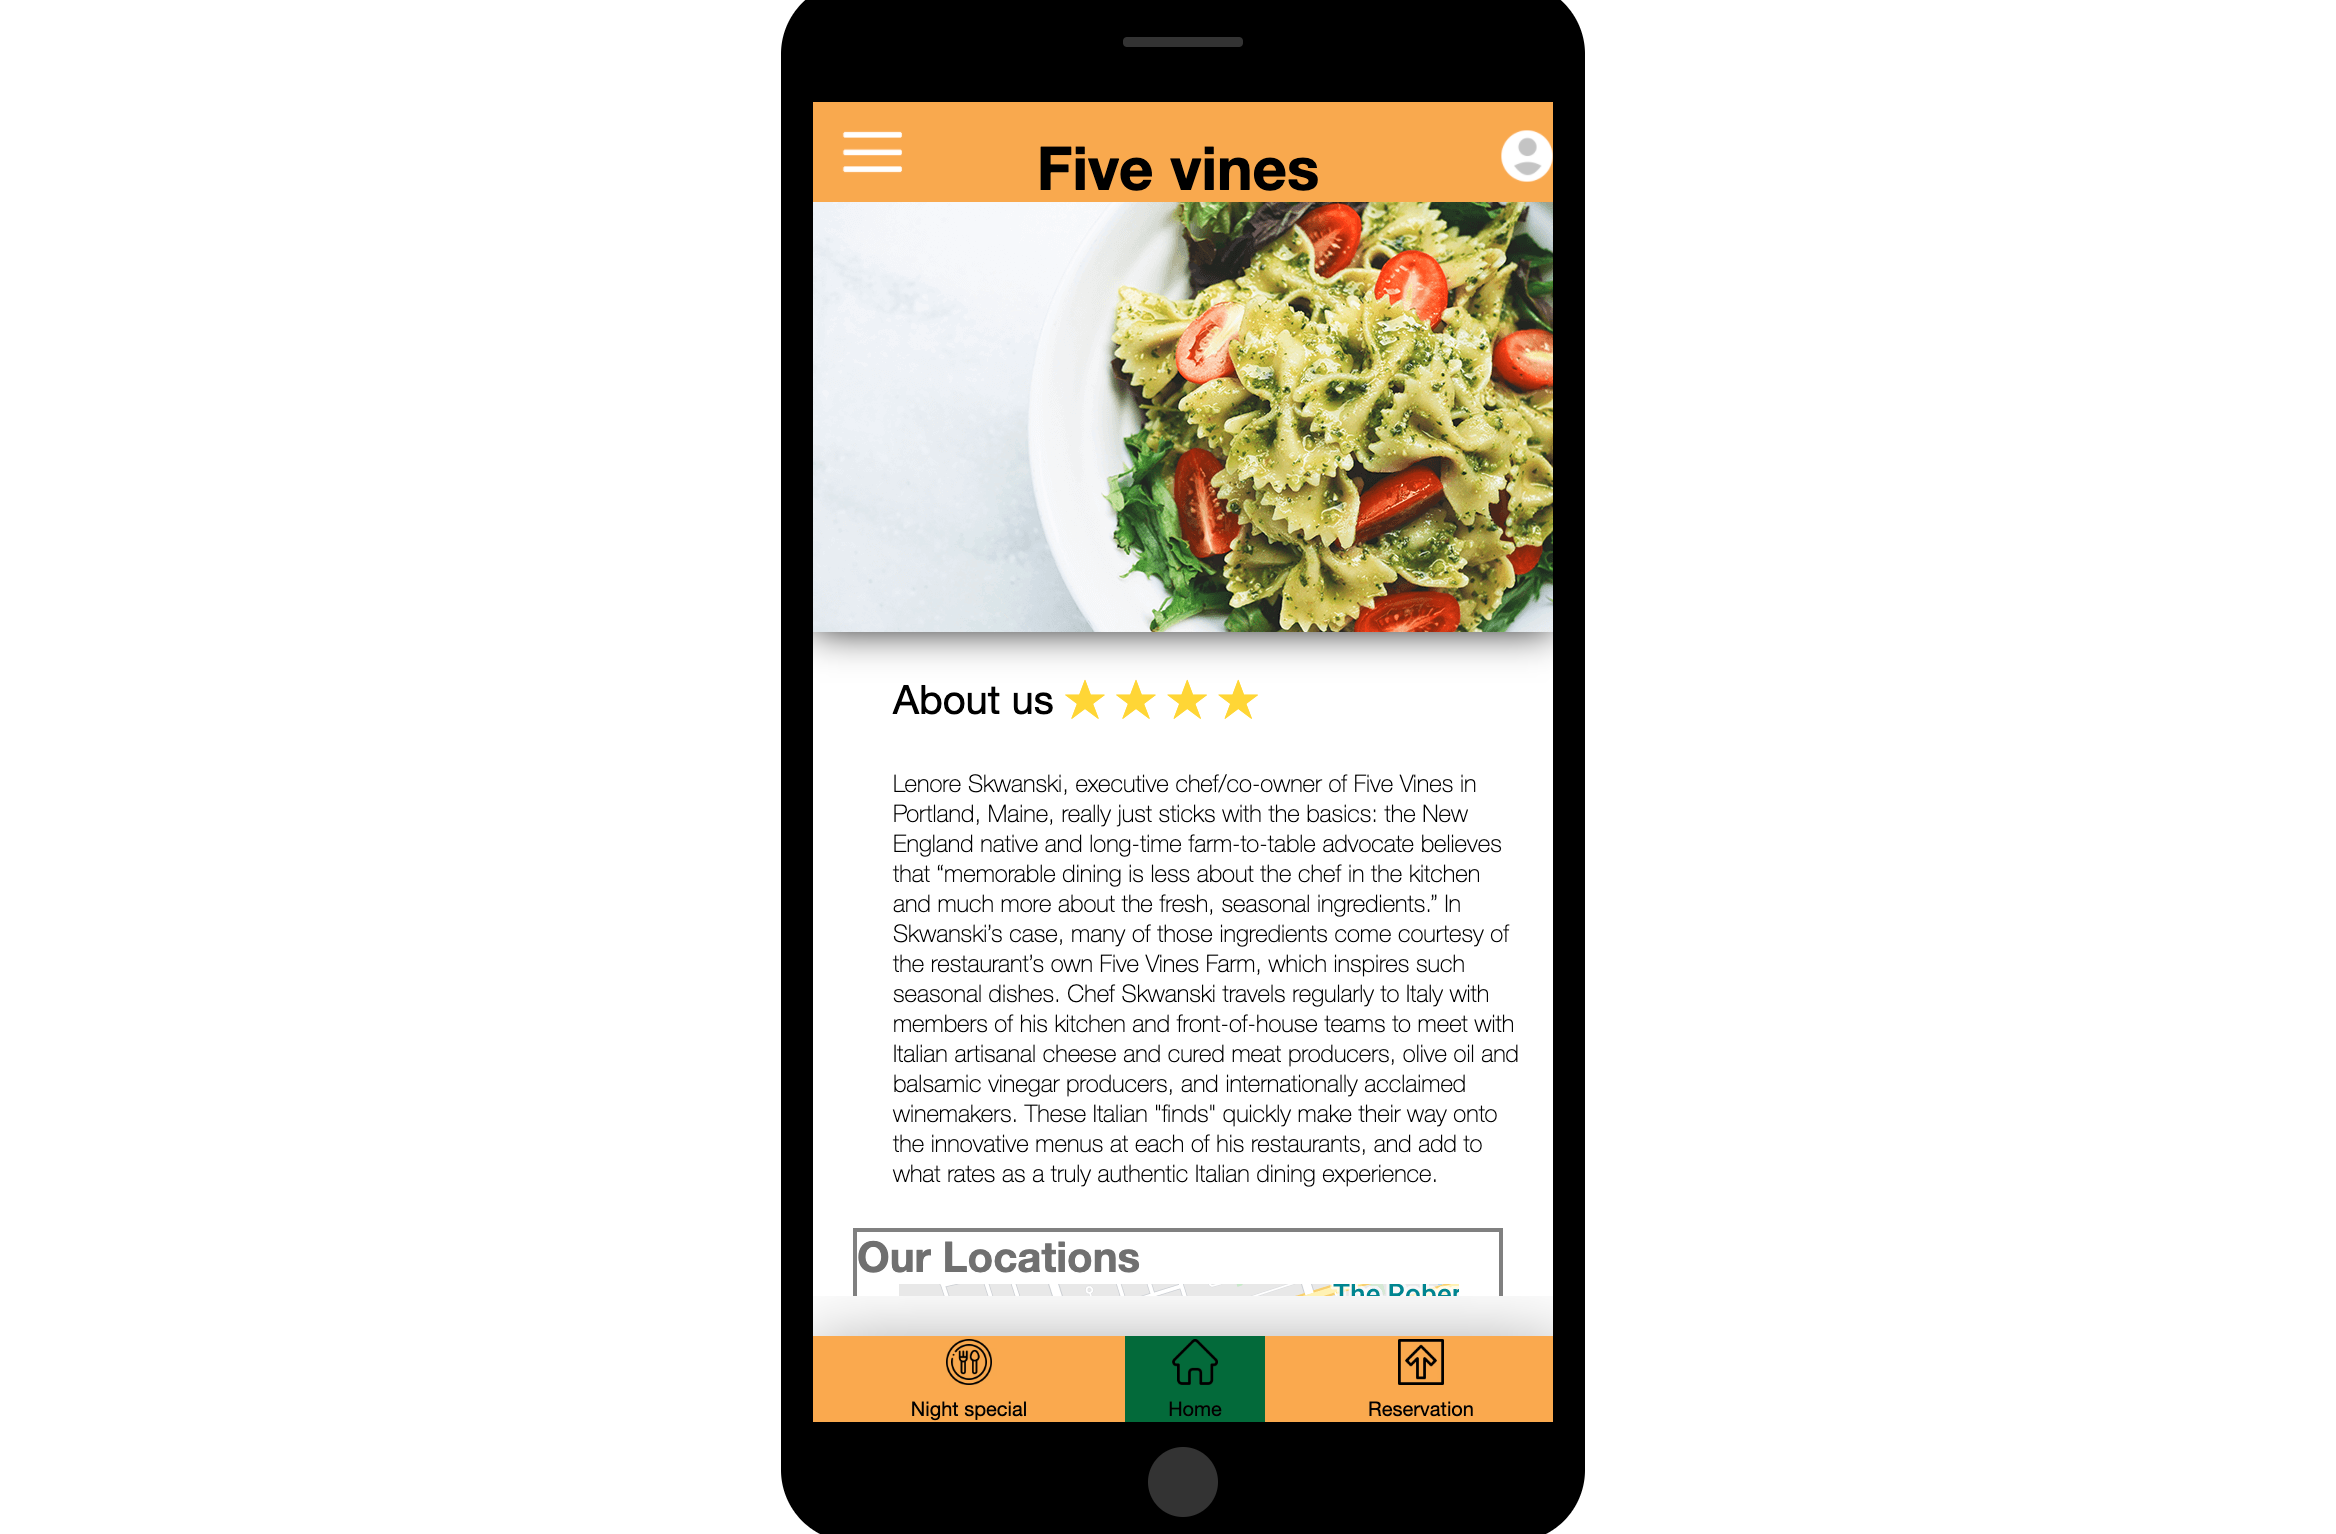 Five vines
About us
Lenore Skwanski, executive chef/co-owner of Five Vines in
Portland, Maine, really just sticks with the basics: the New
England native and long-time farm-to-table advocate believes
that “memorable dining is less about the chef in the kitchen
and much more about the fresh, seasonal ingredients.” In
Skwanski’s case, many of those ingredients come courtesy of
the restaurant’s own Five Vines Farm, which inspires such
seasonal dishes. Chef Skwanski travels regularly to Italy with
members of his kitchen and front-of-house teams to meet with
Italian artisanal cheese and cured meat producers, olive oil and
balsamic vinegar producers, and internationally acclaimed
winemakers. These Italian "finds" quickly make their way onto
the innovative menus at each of his restaurants, and add to
what rates as a truly authentic Italian dining experience.
Our Locations
The Rober
Night special
Home
Reservation